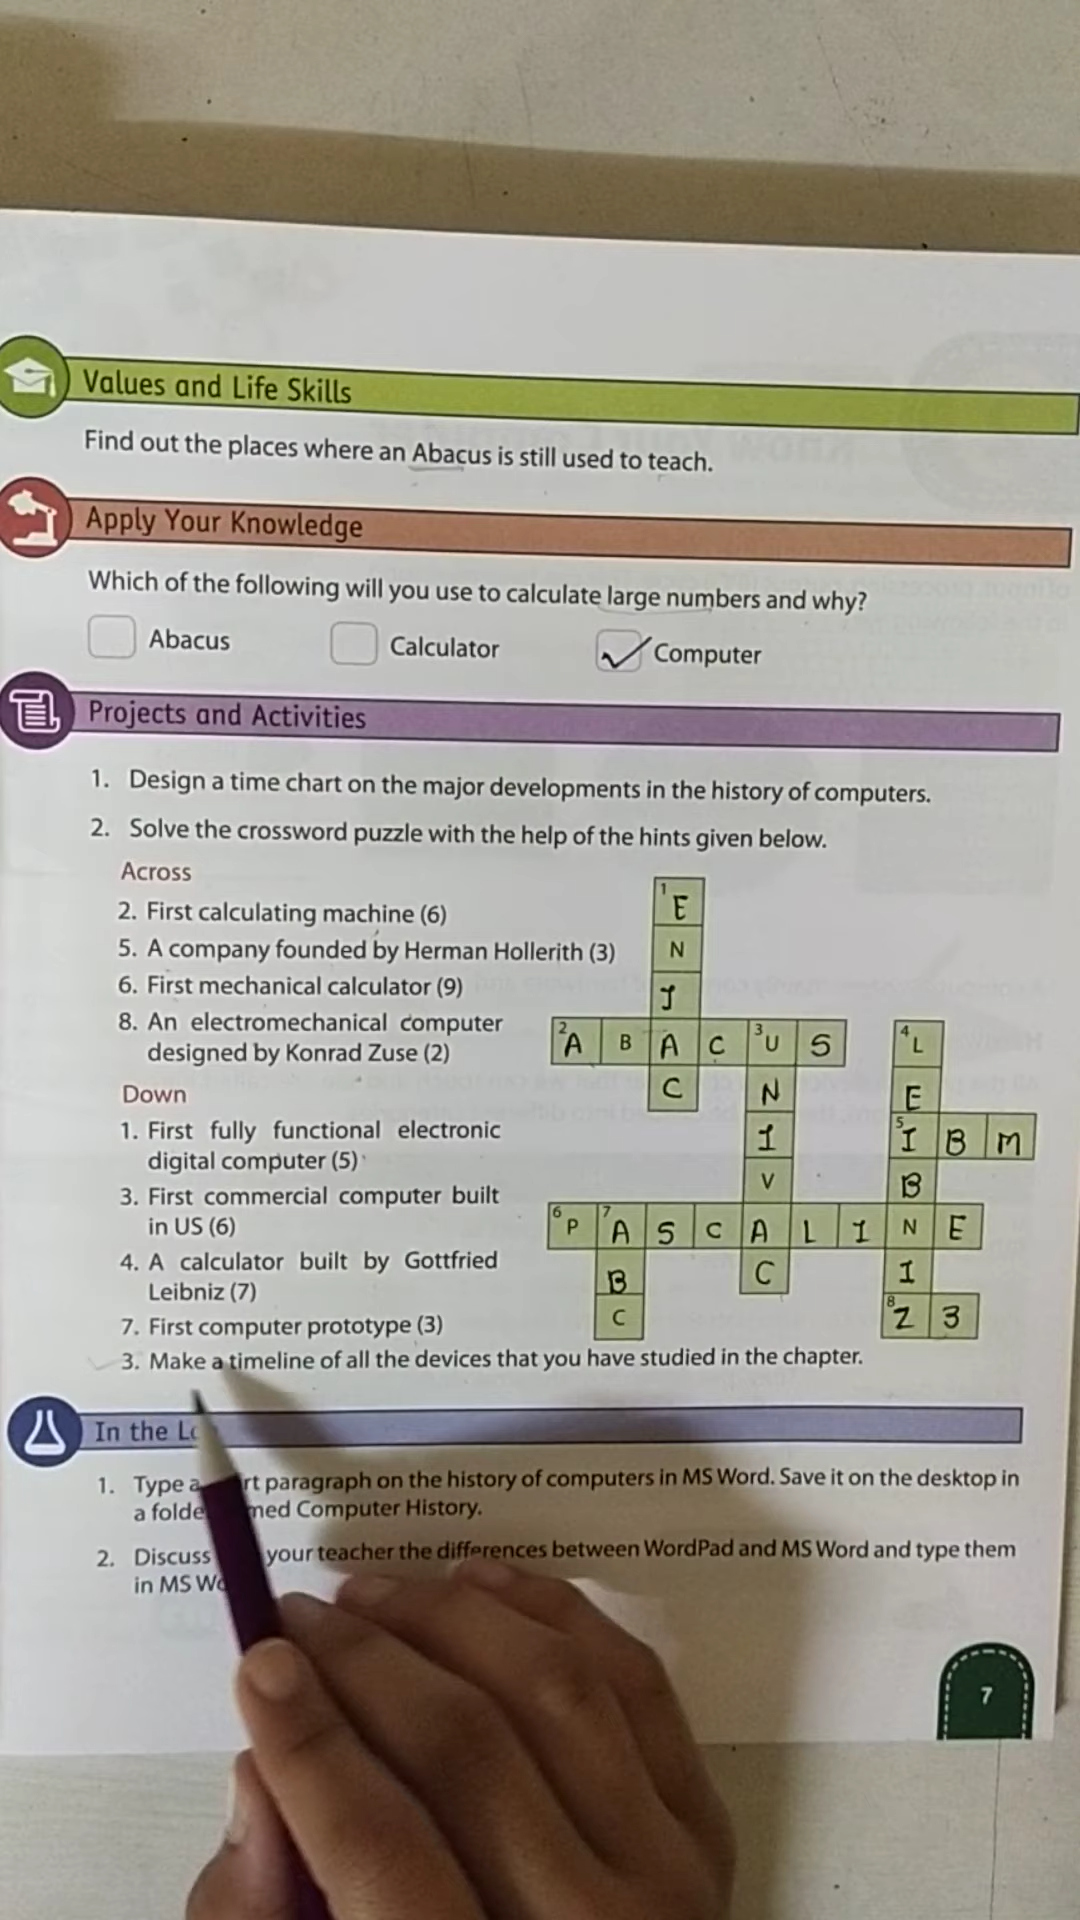 Values and Life Skills
Find out the places where an Abacus is still used to teach.
Apply Your Knowledge
Which of the following will you use to calculate large numbers and why?
Abacus Calculator Computer
Projects and Activities
1. Design a time chart on the major developments in the history of computers.
2. Solve the crossword puzzle with the help of the hints given below.
Across
2. First calculating machine (6)
5. A company founded by Herman Hollerith (3)
6. First mechanical calculator (9)
8. An electromechanical computer
designed by Konrad Zuse (2)
Down
1. First fully functional electronic
digital computer (5)
3. First commercial computer built
in US (6)
4. A calculator built by Gottfried
Leibniz (7)
7. First computer prototype (3)
1 E
N
I
2 A B A C 3 U S 4 L
C N E
I 5 I B M
V B
6 P 7 A S C A L I N E
B C I
C 8 Z 3
3. Make a timeline of all the devices that you have studied in the chapter.
In the
1. Type a paragraph on the history of computers in MS Word. Save it on the desktop in
a Computer History.
2. Discuss your teacher the differences between WordPad and MS Word and type them
in MS
7